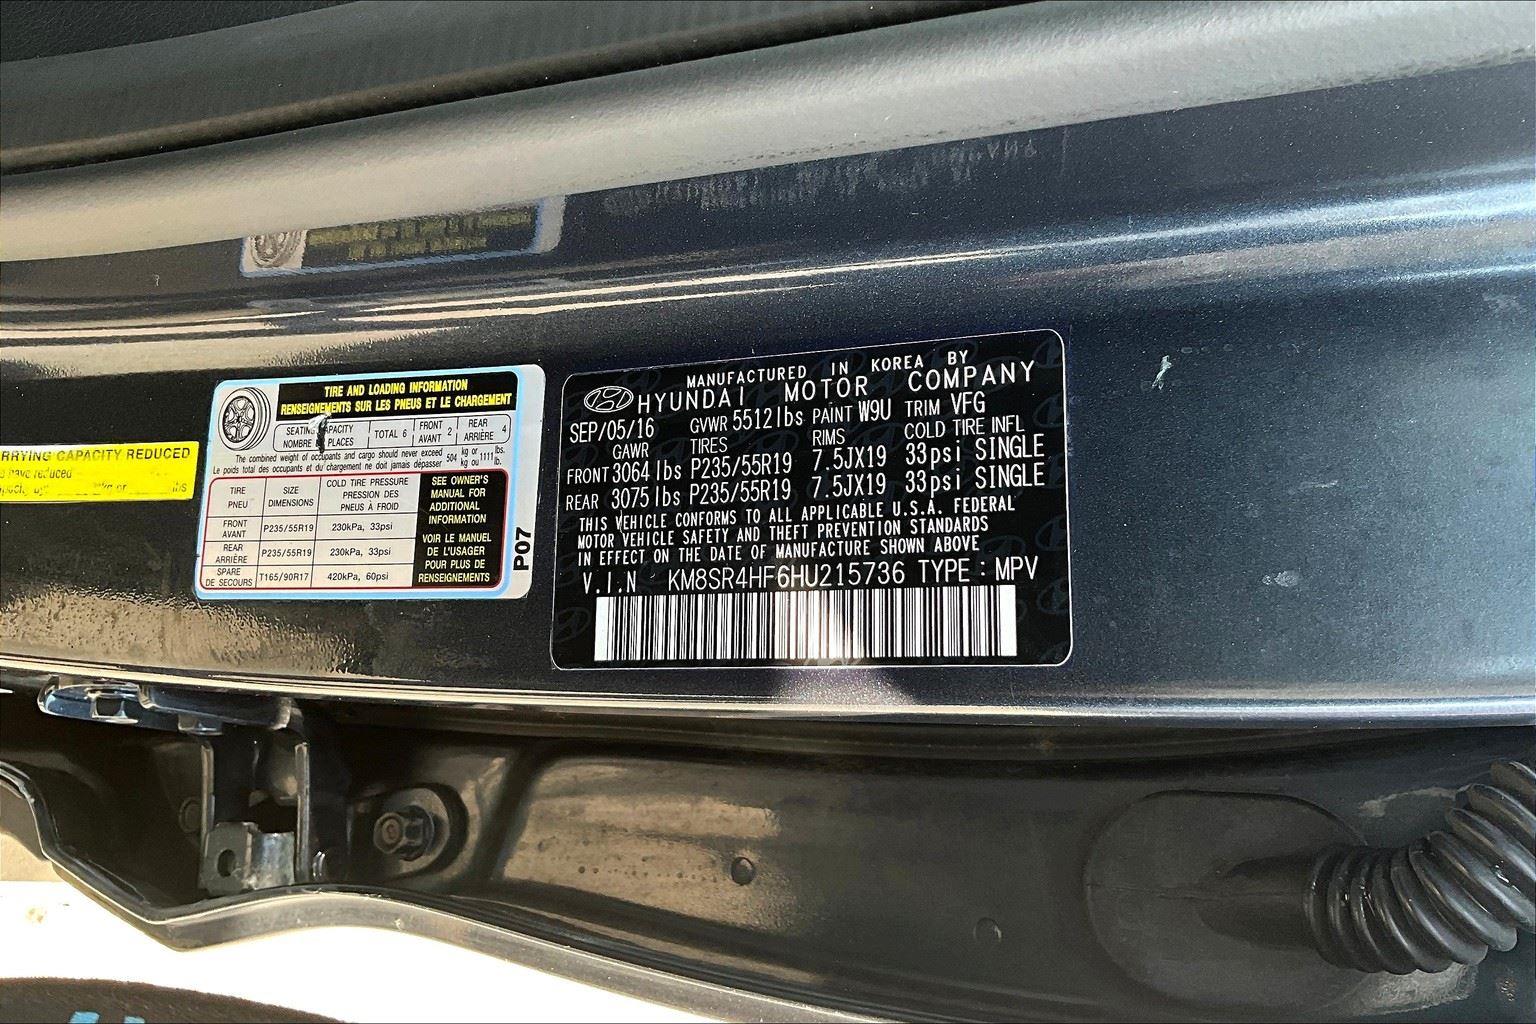 RRYING CAPACITY REDUCED
have reduced
or lbs
TIRE AND LOADING INFORMATION
RENSEIGNEMENTS SUR LES PNEUS ET LE CHARGEMENT
SEATING CAPACITY
NOMBRE DE PLACES
TOTAL 6
FRONT
AVANT 2
REAR
ARRIÈRE 4
The combined weight of occupants and cargo should never exceed 504 kg or 1111 lbs.
Le poids total des occupants et du chargement ne doit jamais dépasser kg ou lb.
TIRE
PNEU
SIZE
DIMENSIONS
COLD TIRE PRESSURE
PRESSION DES
PNEUS À FROID
FRONT
AVANT
P235/55R19
230kPa, 33psi
REAR
ARRIÈRE
P235/55R19
230kPa, 33psi
SPARE
DE SECOURS
T165/90R17
420kPa, 60psi
SEE OWNER'S
MANUAL FOR
ADDITIONAL
INFORMATION
VOIR LE MANUEL
DE L'USAGER
POUR PLUS DE
RENSEIGNEMENTS
P07
MANUFACTURED IN KOREA BY
HYUNDAI MOTOR COMPANY
SEP/05/16 GVWR 5512lbs PAINT W9U TRIM VFG
GAWR TIRES RIMS COLD TIRE INFL
FRONT 3064 lbs P235/55R19 7.5JX19 33psi SINGLE
REAR 3075 lbs P235/55R19 7.5JX19 33psi SINGLE
THIS VEHICLE CONFORMS TO ALL APPLICABLE U.S.A. FEDERAL
MOTOR VEHICLE SAFETY AND THEFT PREVENTION STANDARDS
IN EFFECT ON THE DATE OF MANUFACTURE SHOWN ABOVE
V.I.N KM8SR4HF6HU215736 TYPE : MPV